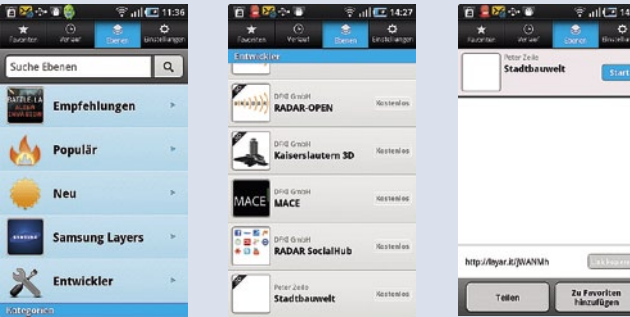 11:36
Favoriten Verlauf Ebenen Einstellungen
Suche Ebenen
Empfehlungen
Populär
Neu
Samsung Layers
Entwickler
Kategorien
14:27
Favoriten Verlauf Ebenen Einstellungen
Entwickler
DFKI GmbH
RADAR-OPEN
Kostenlos
DFKI GmbH
Kaiserslautern 3D
Kostenlos
MACE
DFKI GmbH
MACE
Kostenlos
DFKI GmbH
RADAR SocialHub
Kostenlos
Peter Zeile
Stadtbauwelt
Kostenlos
Favoriten Verlauf Ebenen
Peter Zeile
Stadtbauwelt
Start
http://layar.it/jWANMh
Teilen
Zu Favoriten
hinzufügen